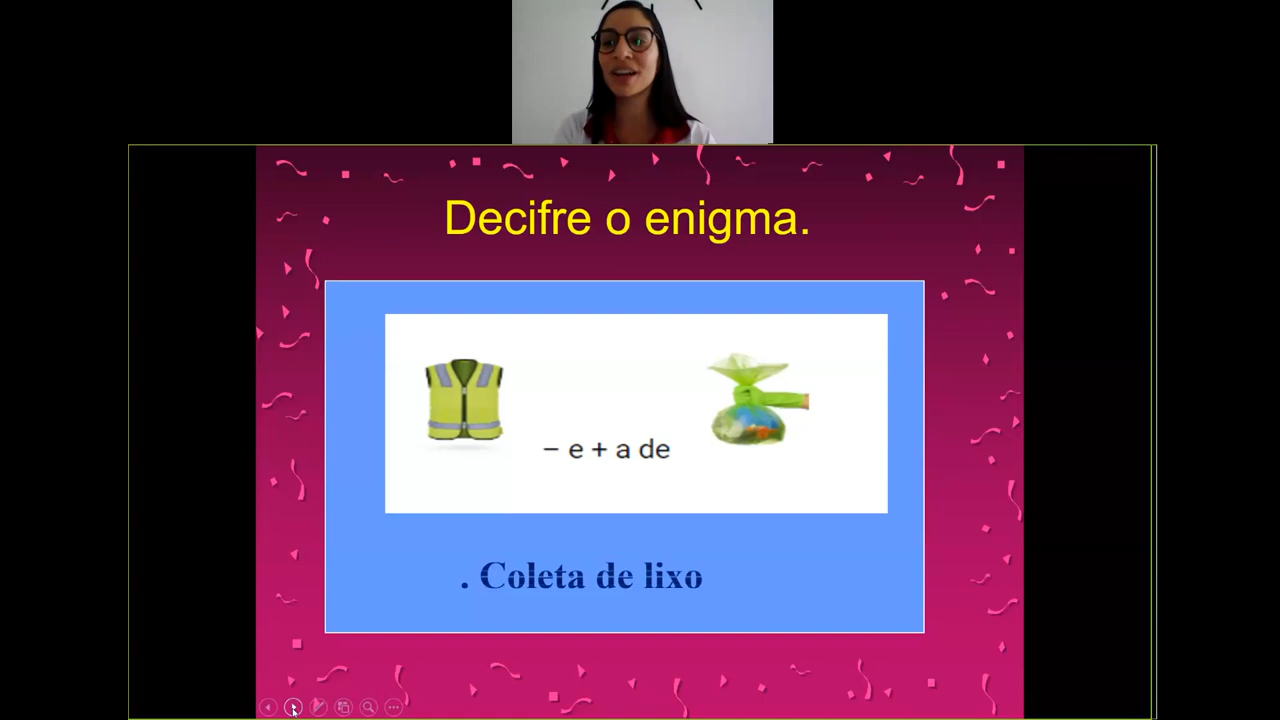 Decifre o enigma.
– e + a de
. Coleta de lixo